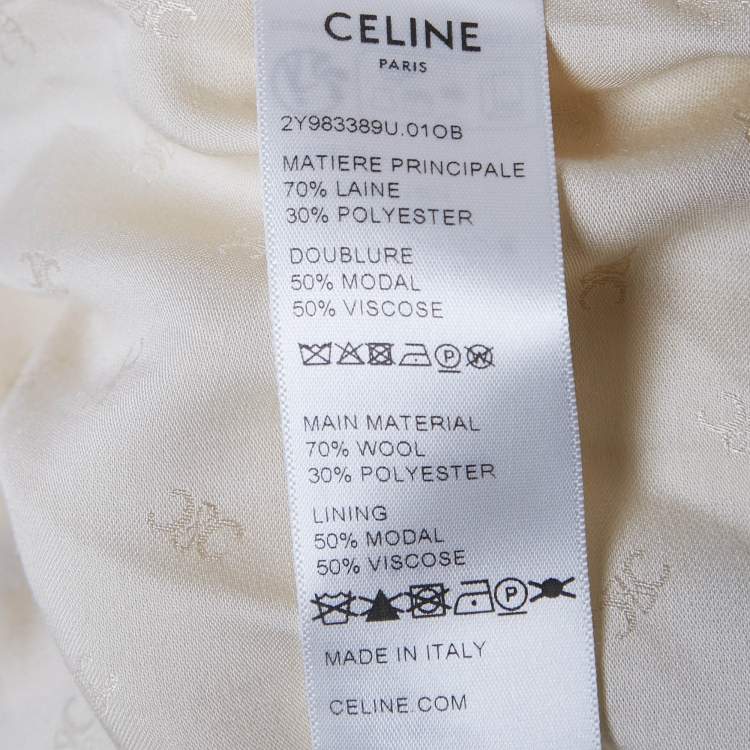 CELINE
PARIS
2Y983389U.01OB
MATIERE PRINCIPALE
70% LAINE
30% POLYESTER
DOUBLURE
50% MODAL
50% VISCOSE
P W
MAIN MATERIAL
70% WOOL
30% POLYESTER
LINING
50% MODAL
50% VISCOSE
P
MADE IN ITALY
CELINE.COM